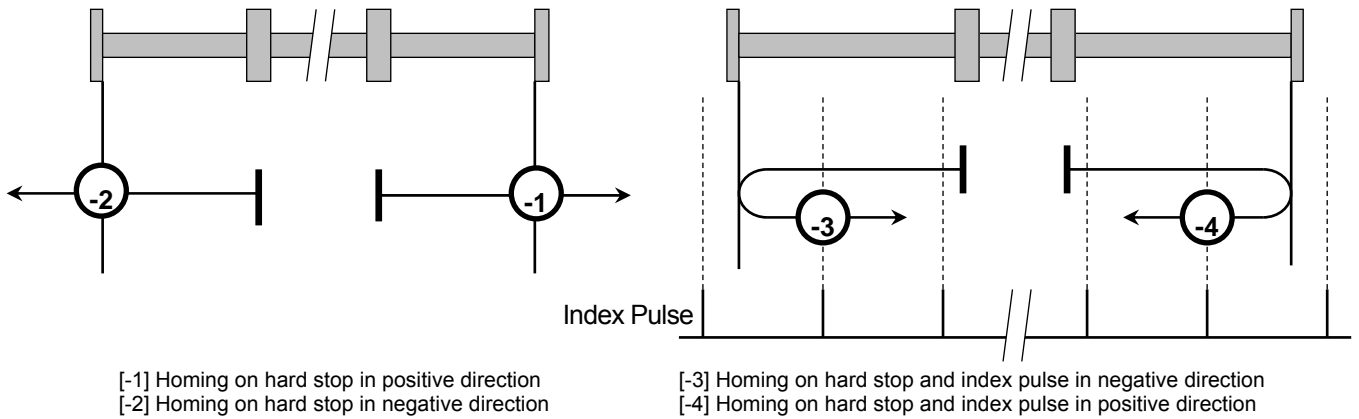 -2
-1
-3
-4
Index Pulse
[-1] Homing on hard stop in positive direction
[-2] Homing on hard stop in negative direction
[-3] Homing on hard stop and index pulse in negative direction
[-4] Homing on hard stop and index pulse in positive direction